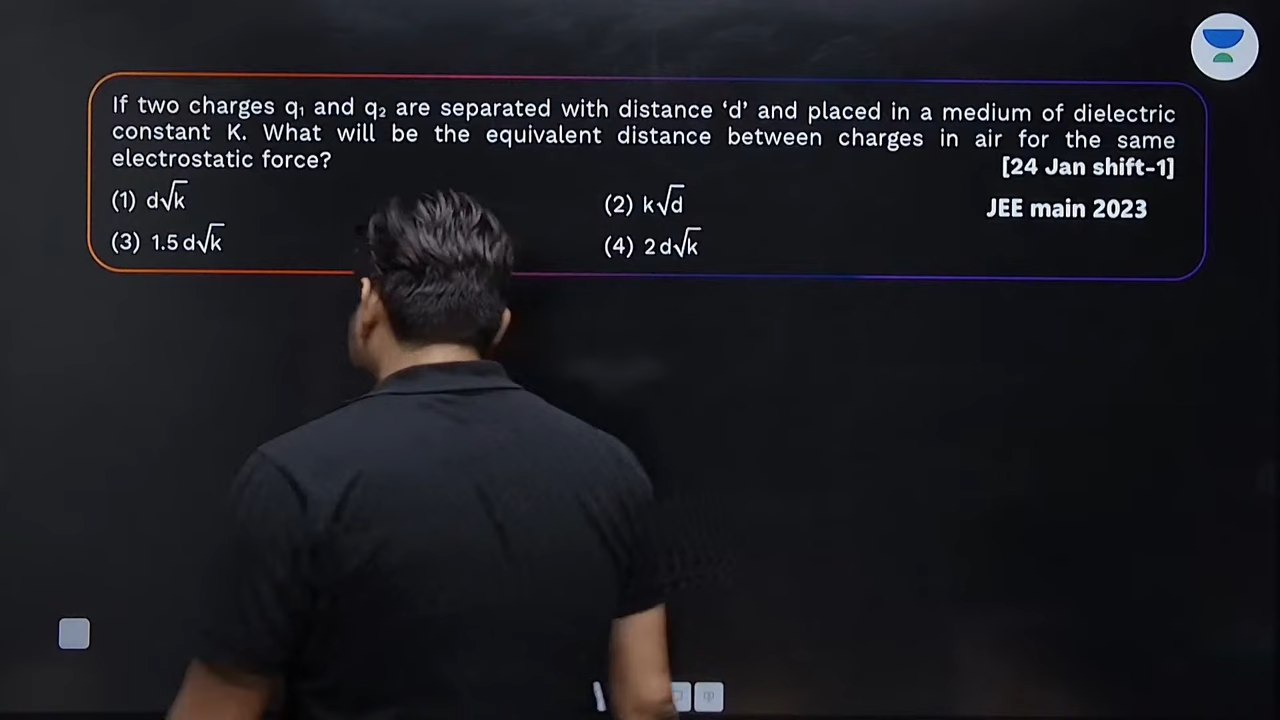 If two charges q₁ and q₂ are separated with distance ‘d’ and placed in a medium of dielectric
constant K. What will be the equivalent distance between charges in air for the same
electrostatic force?
[24 Jan shift-1]
(1) d√k
(2) k√d
JEE main 2023
(3) 1.5 d√k
(4) 2 d√k